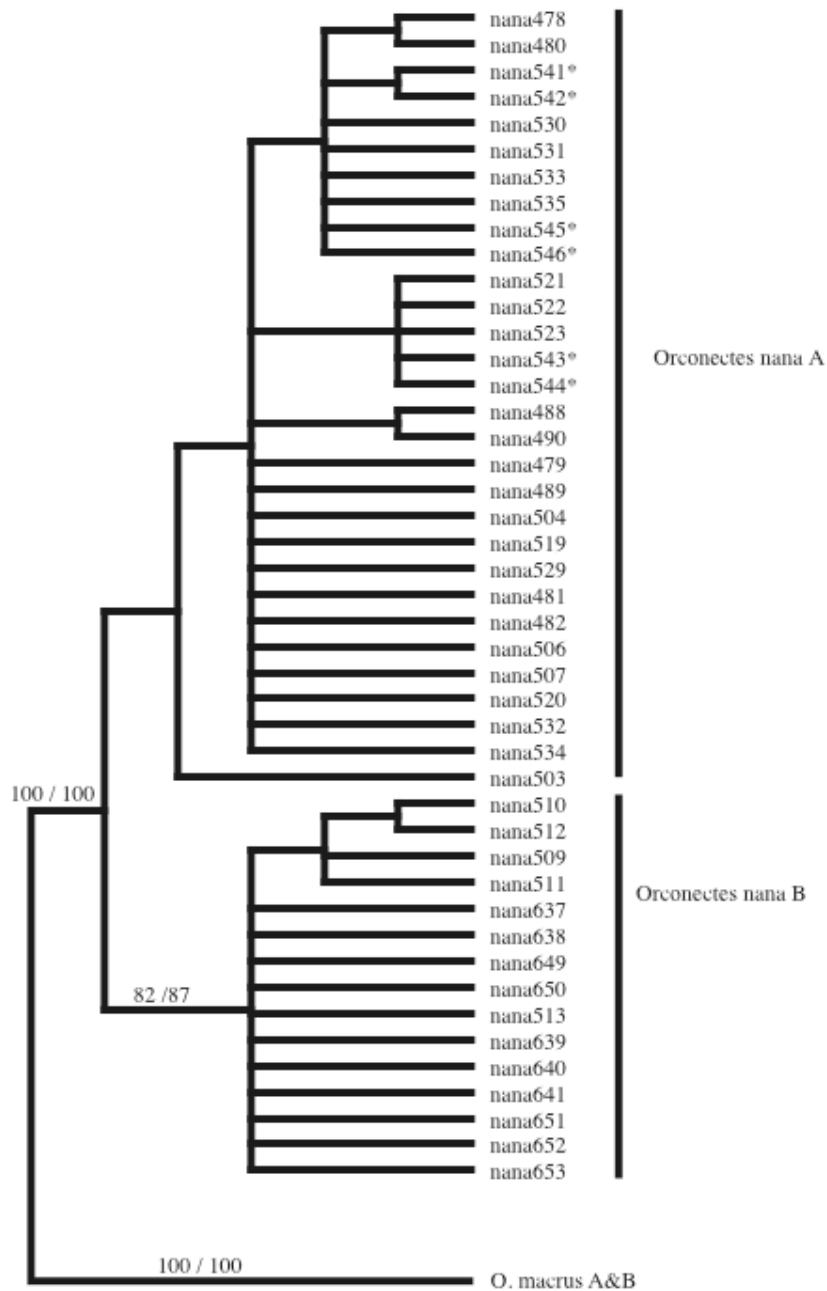 nana478
nana480
nana541*
nana542*
nana530
nana531
nana533
nana535
nana545*
nana546*
nana521
nana522
nana523
nana543*
nana544*
Orconectes nana A
nana488
nana490
nana479
nana489
nana504
nana519
nana529
nana481
nana482
nana506
nana507
nana520
nana532
nana534
nana503
100 / 100
nana510
nana512
nana509
nana511
Orconectes nana B
nana637
nana638
nana649
nana650
82 /87
nana513
nana639
nana640
nana641
nana651
nana652
nana653
100 / 100
O. macrus A&B